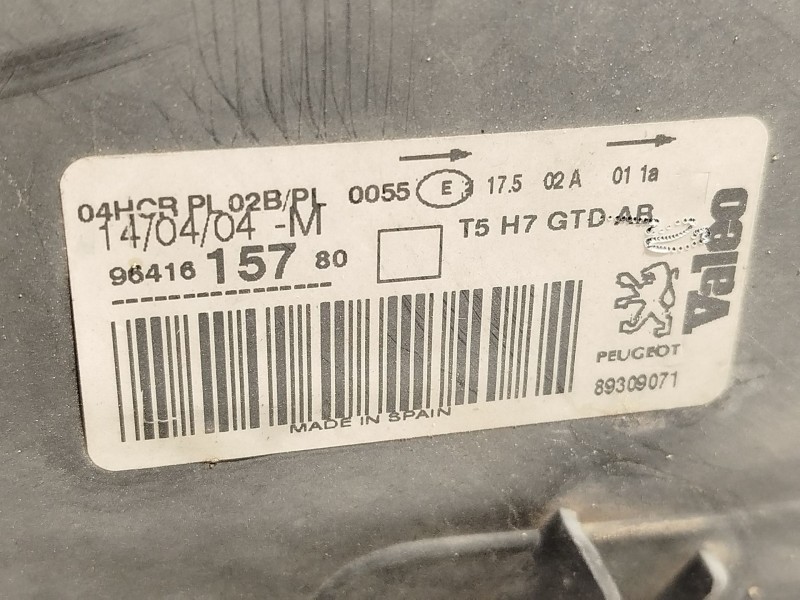 04HCR PL 02B/PL 0055 E 17.5 02A 01 1a
14/04/04 -M
T5 H7 GTD AB
96416 157 80
Valeo
PEUGEOT
89309071
MADE IN SPAIN